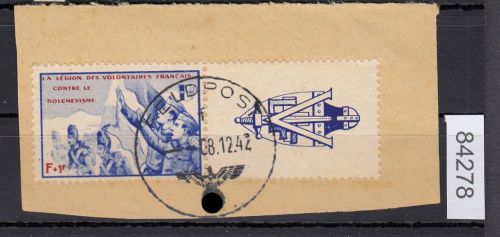 LA LÉGION DES VOLONTAIRES FRANÇAIS
CONTRE LE
BOLCHEVISME
F+1F
FELDPOST
08.12.42
84278